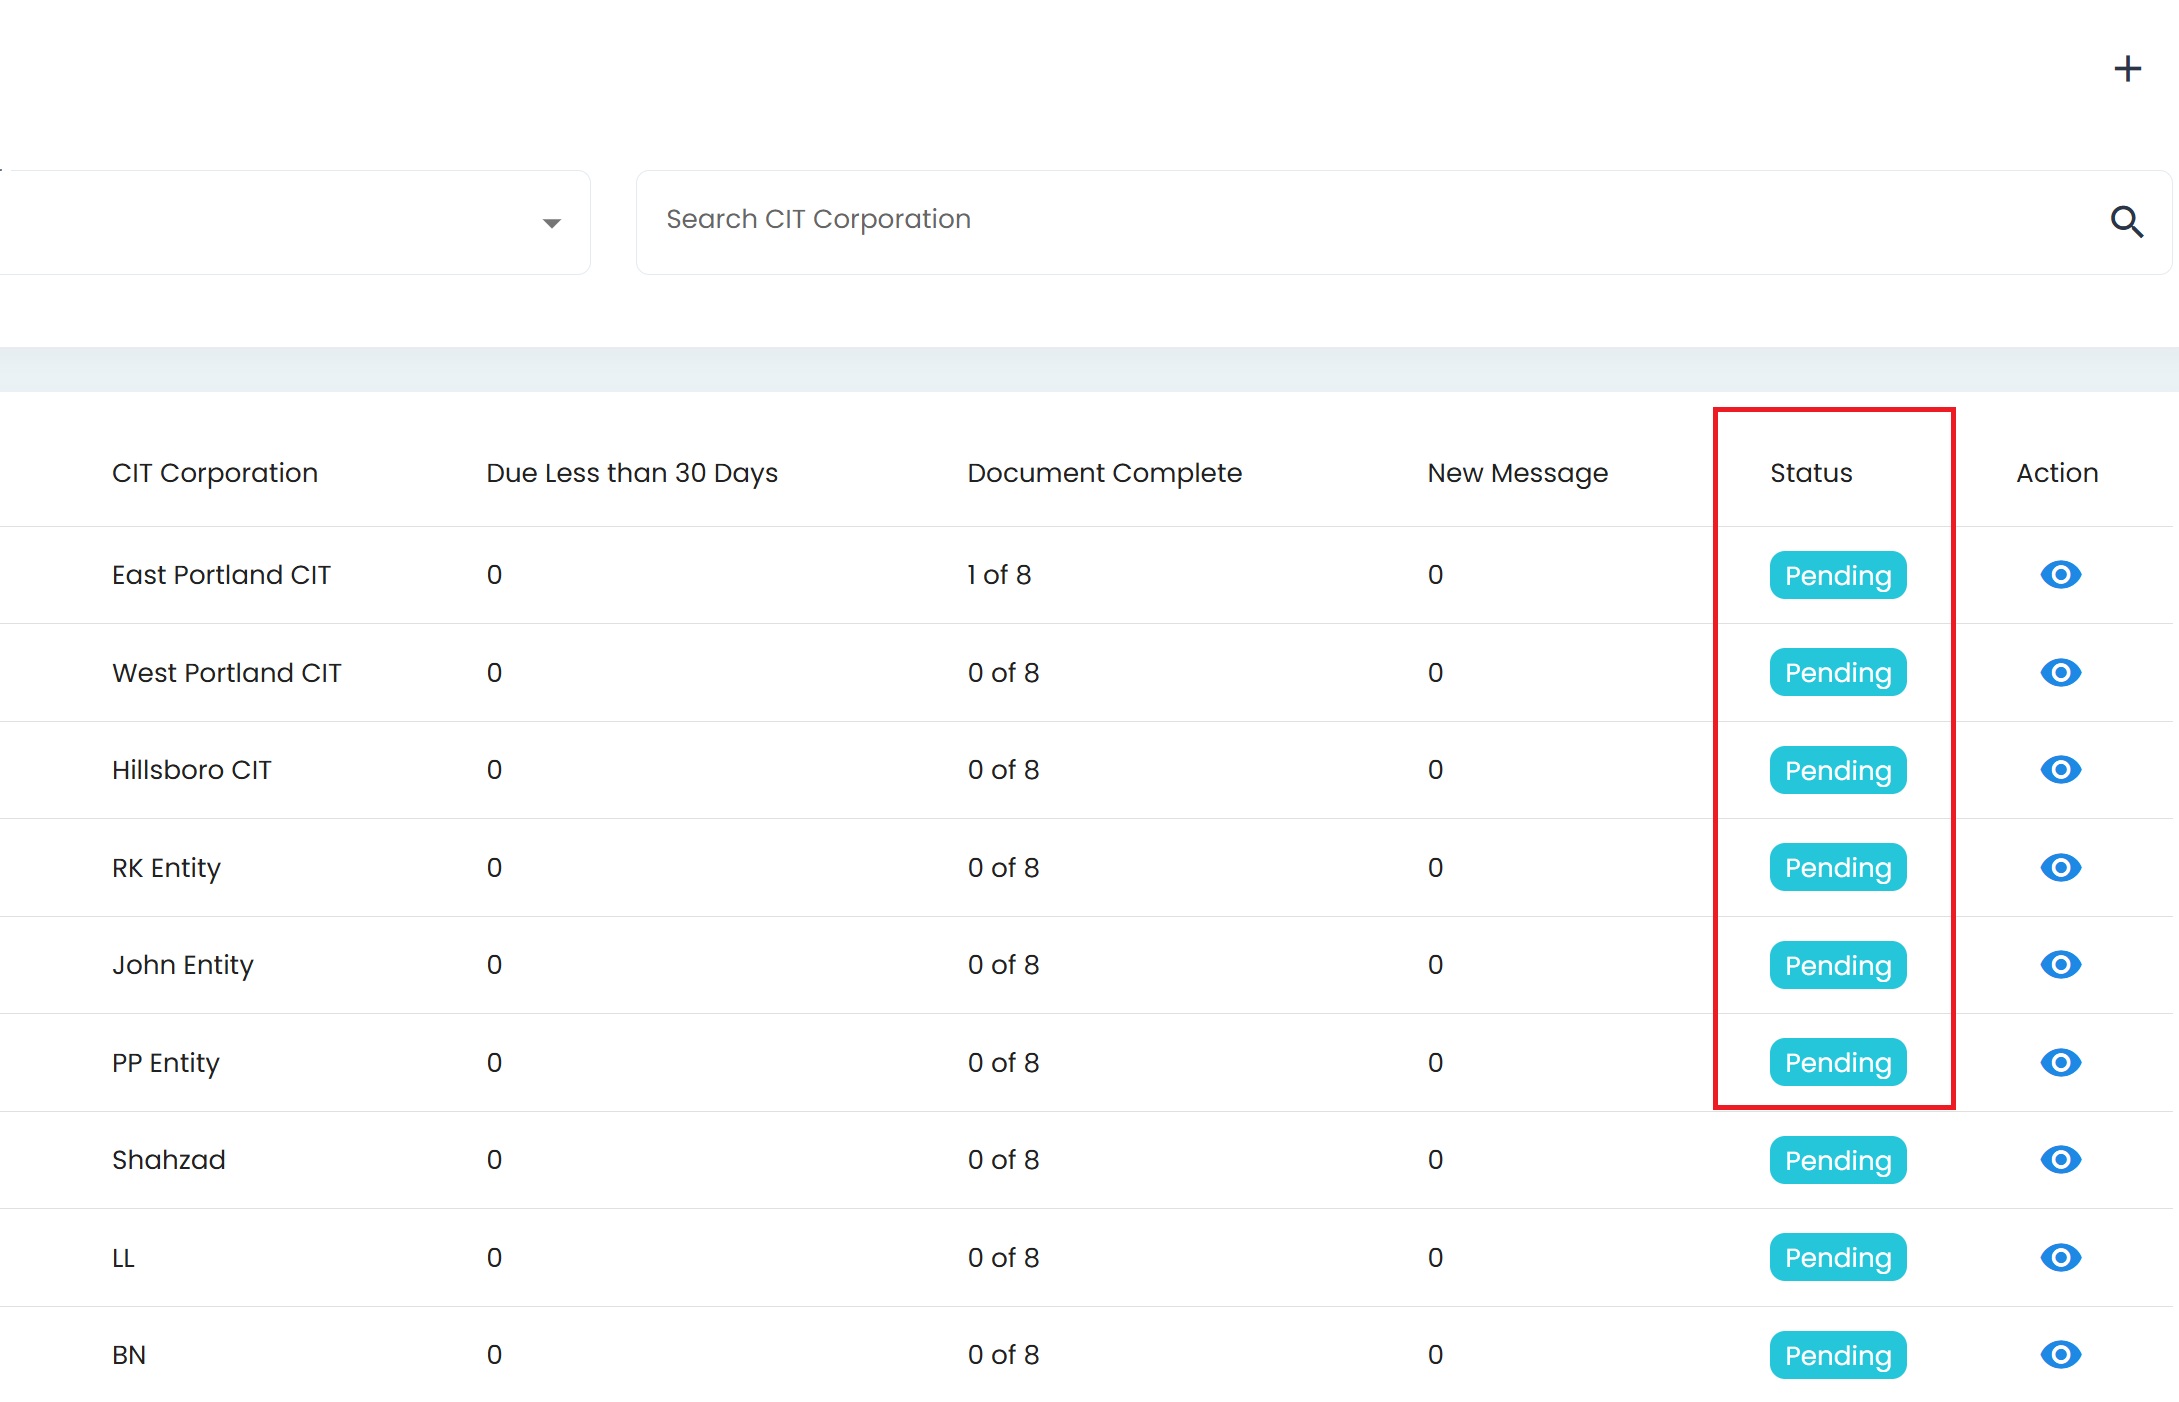 Search CIT Corporation
CIT Corporation Due Less than 30 Days Document Complete New Message Status Action
East Portland CIT 0 1 of 8 0 Pending
West Portland CIT 0 0 of 8 0 Pending
Hillsboro CIT 0 0 of 8 0 Pending
RK Entity 0 0 of 8 0 Pending
John Entity 0 0 of 8 0 Pending
PP Entity 0 0 of 8 0 Pending
Shahzad 0 0 of 8 0 Pending
LL 0 0 of 8 0 Pending
BN 0 0 of 8 0 Pending